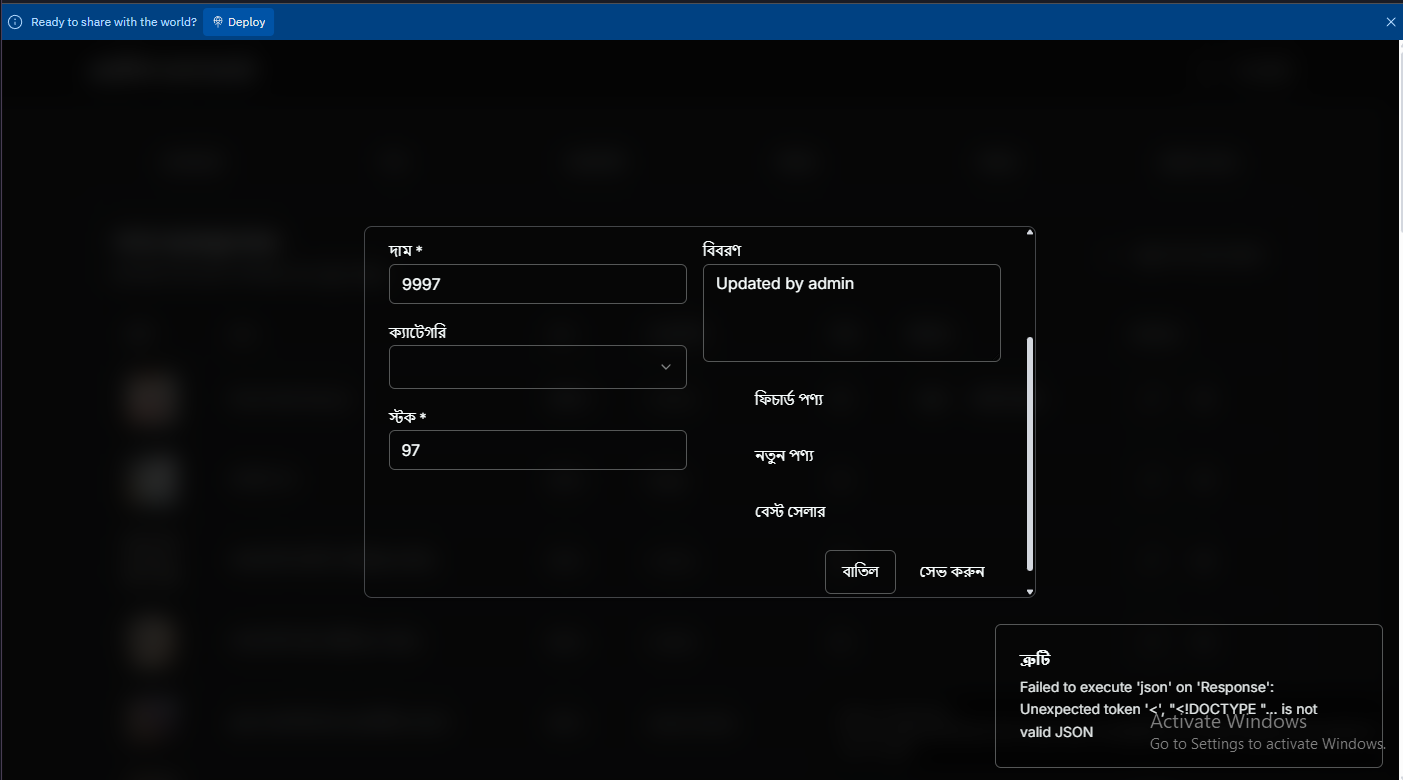 Ready to share with the world?
Deploy
দাম *
9997
বিবরণ
Updated by admin
ক্যাটেগরি
স্টক *
97
ফিচার্ড পণ্য
নতুন পণ্য
বেস্ট সেলার
বাতিল
সেভ করুন
ত্রুটি
Failed to execute 'json' on 'Response':
Unexpected token '<', "<!DOCTYPE "... is not
valid JSON
Activate Windows
Go to Settings to activate Windows.